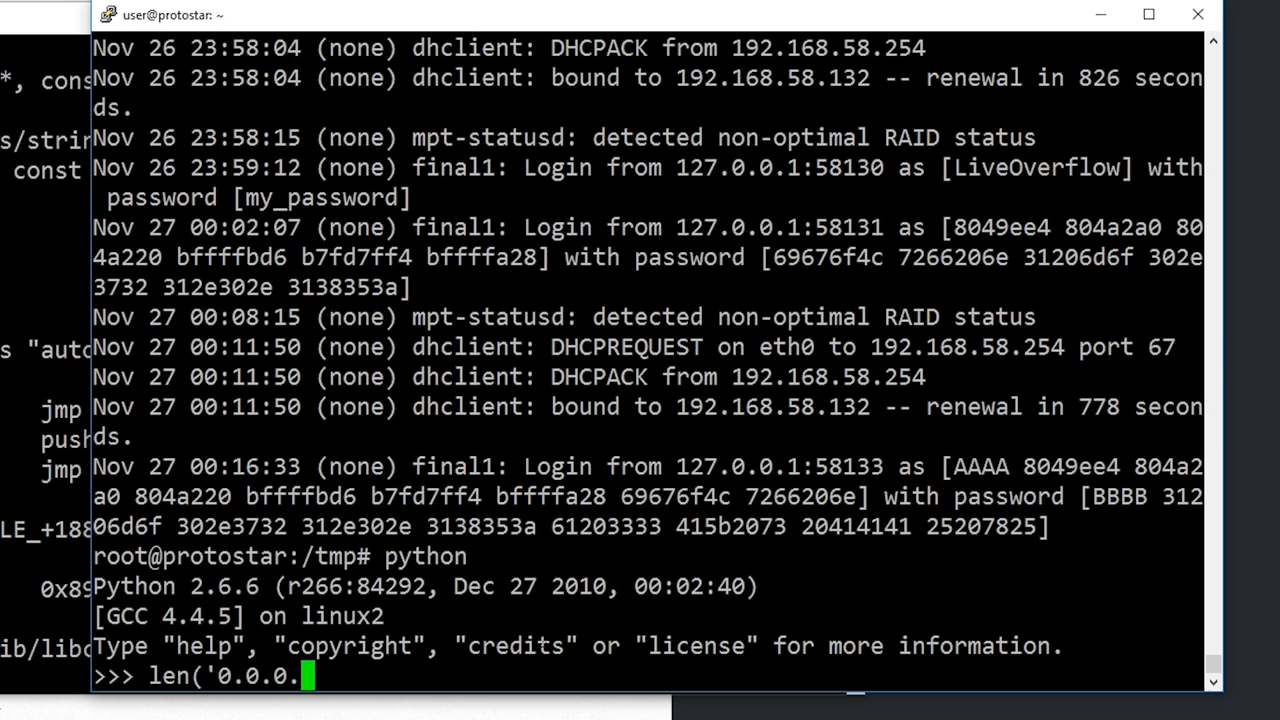 user@protostar: ~
*, cons
s/strin
const
s "auto
jmp
push
jmp
LE_+188
0x89
ib/libc
Nov 26 23:58:04 (none) dhclient: DHCPACK from 192.168.58.254
Nov 26 23:58:04 (none) dhclient: bound to 192.168.58.132 -- renewal in 826 secon
ds.
Nov 26 23:58:15 (none) mpt-statusd: detected non-optimal RAID status
Nov 26 23:59:12 (none) final1: Login from 127.0.0.1:58130 as [LiveOverflow] with
password [my_password]
Nov 27 00:02:07 (none) final1: Login from 127.0.0.1:58131 as [8049ee4 804a2a0 80
4a220 bffffbd6 b7fd7ff4 bffffa28] with password [69676f4c 7266206e 31206d6f 302e
3732 312e302e 3138353a]
Nov 27 00:08:15 (none) mpt-statusd: detected non-optimal RAID status
Nov 27 00:11:50 (none) dhclient: DHCPREQUEST on eth0 to 192.168.58.254 port 67
Nov 27 00:11:50 (none) dhclient: DHCPACK from 192.168.58.254
Nov 27 00:11:50 (none) dhclient: bound to 192.168.58.132 -- renewal in 778 secon
ds.
Nov 27 00:16:33 (none) final1: Login from 127.0.0.1:58133 as [AAAA 8049ee4 804a2
a0 804a220 bffffbd6 b7fd7ff4 bffffa28 69676f4c 7266206e] with password [BBBB 312
06d6f 302e3732 312e302e 3138353a 61203333 415b2073 20414141 25207825]
root@protostar:/tmp# python
Python 2.6.6 (r266:84292, Dec 27 2010, 00:02:40)
[GCC 4.4.5] on linux2
Type "help", "copyright", "credits" or "license" for more information.
>>> len('0.0.0.